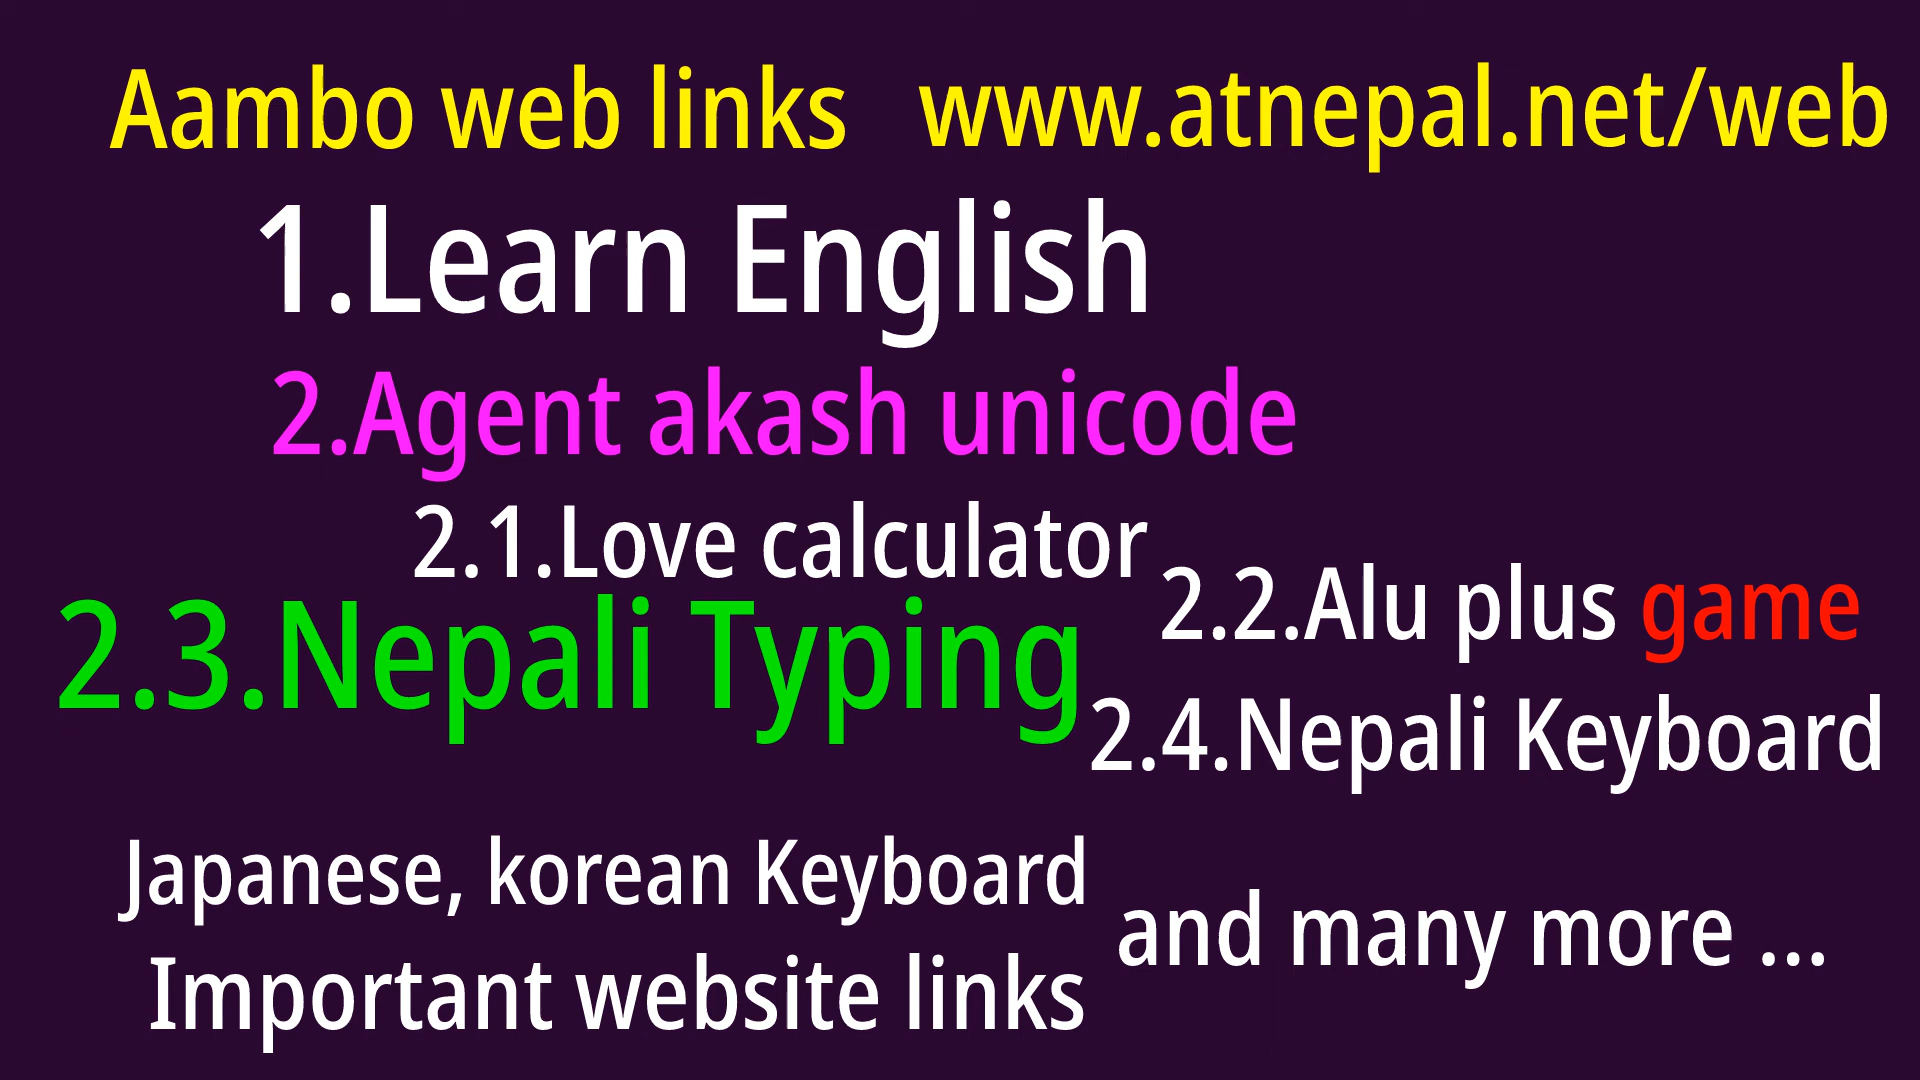 Aambo web links www.atnepal.net/web
1.Learn English
2.Agent akash unicode
2.1.Love calculator
2.2.Alu plus game
2.3.Nepali Typing
2.4.Nepali Keyboard
Japanese, korean Keyboard
and many more ...
Important website links